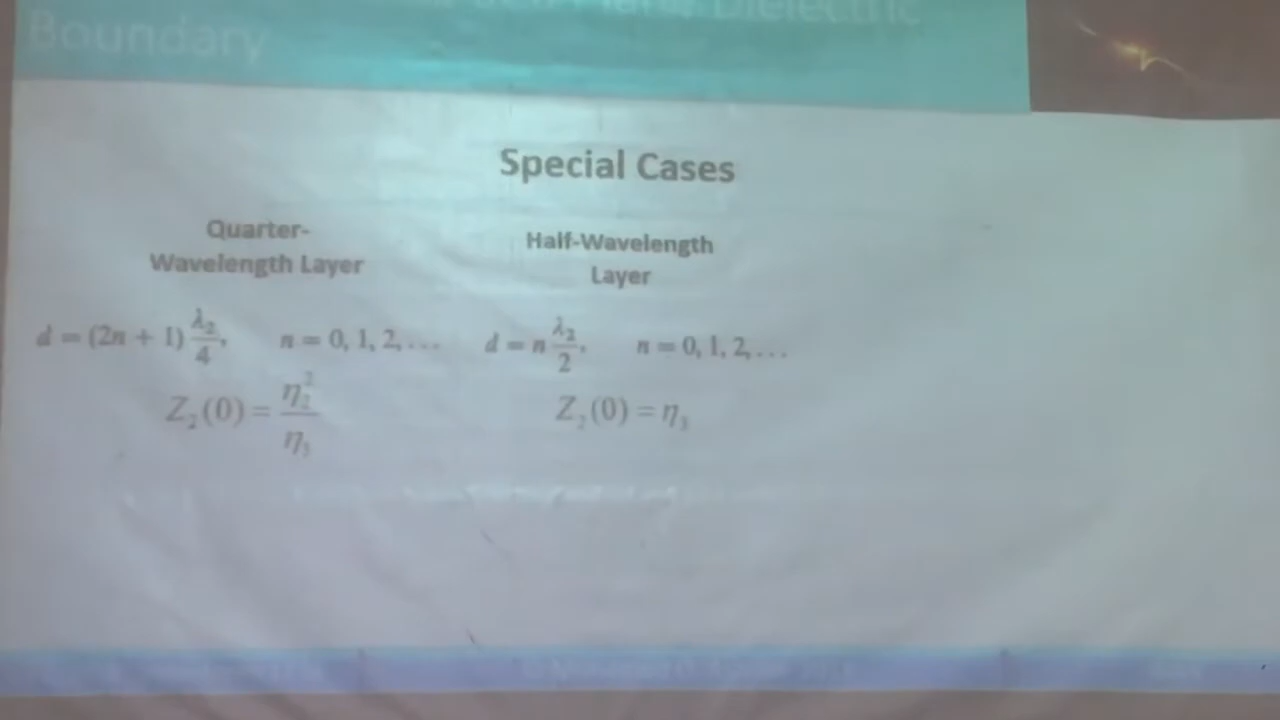 Dielectric
Boundary
Special Cases
Quarter-
Wavelength Layer
d = (2n + 1) λ₂/4, n = 0, 1, 2, ...
Z₂(0) = η₂²/η₃
Half-Wavelength
Layer
d = n λ₂/2, n = 0, 1, 2, ...
Z₂(0) = η₃